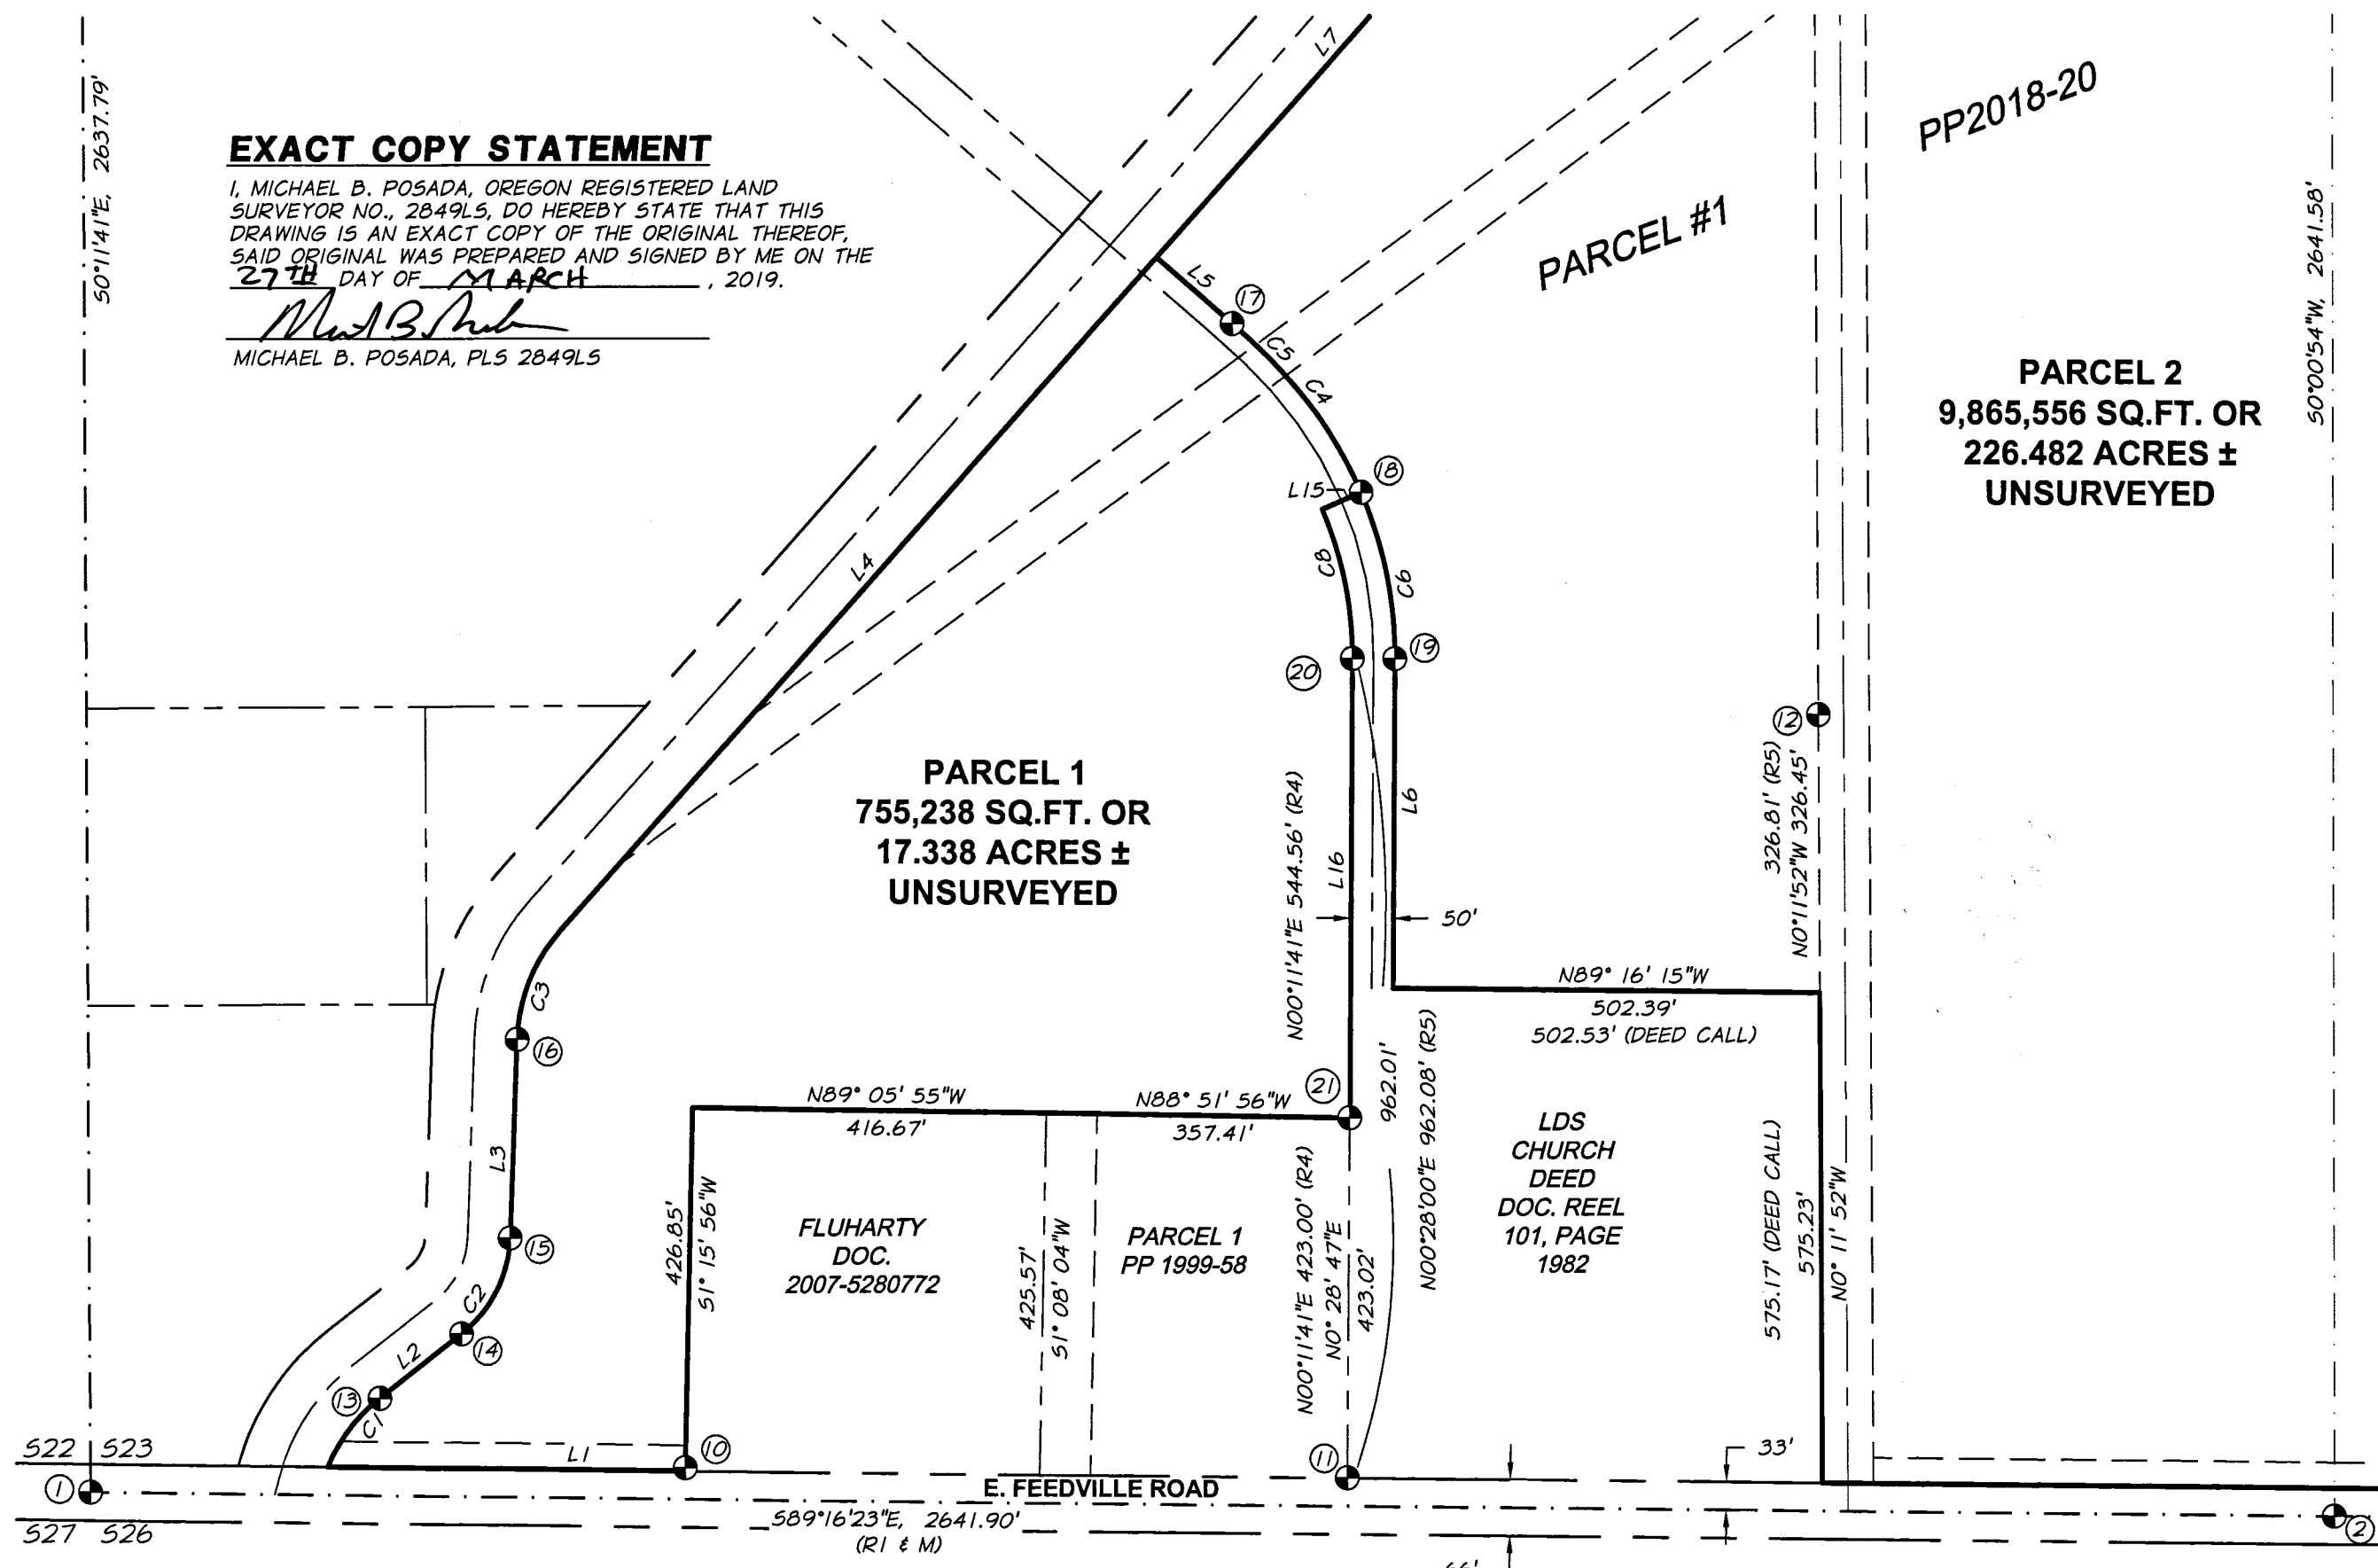 S0°11'41"E, 2637.79'
EXACT COPY STATEMENT
I, MICHAEL B. POSADA, OREGON REGISTERED LAND
SURVEYOR NO., 2849LS, DO HEREBY STATE THAT THIS
DRAWING IS AN EXACT COPY OF THE ORIGINAL THEREOF,
SAID ORIGINAL WAS PREPARED AND SIGNED BY ME ON THE
27TH DAY OF MARCH, 2019.
MICHAEL B. POSADA, PLS 2849LS
L7
PP2018-20
PARCEL #1
S0°00'54"W, 2641.58'
L5
17
C5
C4
PARCEL 2
9,865,556 SQ.FT. OR
226.482 ACRES ±
UNSURVEYED
18
L15
L4
C8
C6
19
20
12
326.81' (R5)
N0°11'52"W 326.45'
PARCEL 1
755,238 SQ.FT. OR
17.338 ACRES ±
UNSURVEYED
N00°11'41"E 544.56' (R4)
L16
L6
50'
N89° 16' 15"W
502.39'
502.53' (DEED CALL)
C3
16
21
N89° 05' 55"W
416.67'
N88° 51' 56"W
357.41'
962.01'
N00°28'00"E 962.08' (R5)
L3
15
426.85'
S1° 15' 56"W
FLUHARTY
DOC.
2007-5280772
425.57'
S1° 08' 04"W
PARCEL 1
PP 1999-58
N00°11'41"E 423.00' (R4)
N0° 28' 47"E
423.02'
LDS
CHURCH
DEED
DOC. REEL
101, PAGE
1982
575.17' (DEED CALL)
575.23'
N0° 11' 52"W
C2
14
L2
13
C1
L1
10
11
33'
S22 S23
1
E. FEEDVILLE ROAD
S89°16'23"E, 2641.90'
(R1 & M)
S27 S26
2
66'